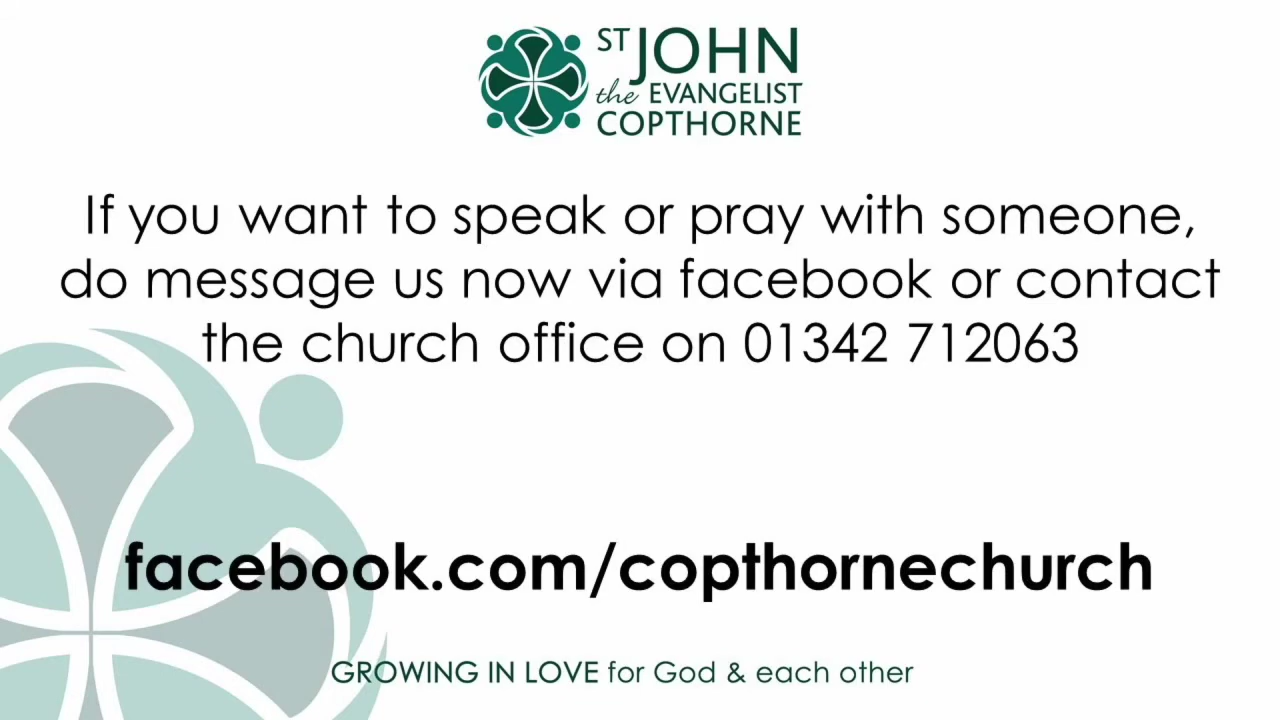 ST JOHN
the EVANGELIST
COPTHORNE
If you want to speak or pray with someone,
do message us now via facebook or contact
the church office on 01342 712063
facebook.com/copthornechurch
GROWING IN LOVE for God & each other